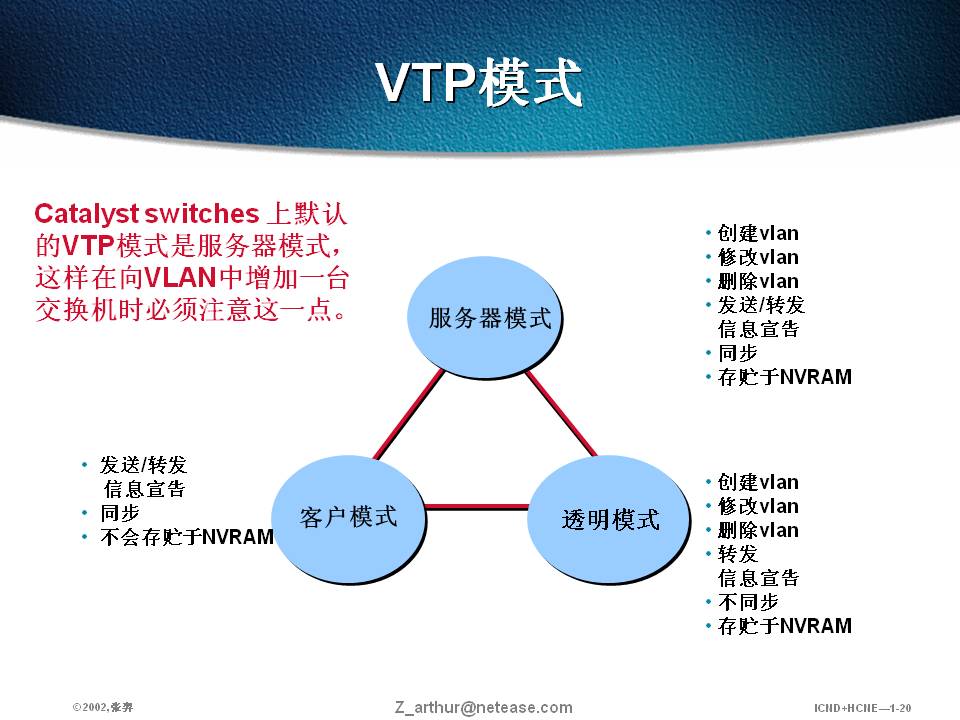 VTP模式
Catalyst switches 上默认
的VTP模式是服务器模式，
这样在向VLAN中增加一台
交换机时必须注意这一点。
服务器模式
• 创建vlan
• 修改vlan
• 删除vlan
• 发送/转发
信息宣告
• 同步
• 存贮于NVRAM
• 发送/转发
信息宣告
• 同步
• 不会存贮于NVRAM
客户模式
透明模式
• 创建vlan
• 修改vlan
• 删除vlan
• 转发
信息宣告
• 不同步
• 存贮于NVRAM
©2002,张羿
Z_arthur@netease.com
ICND+HCNE—1-20